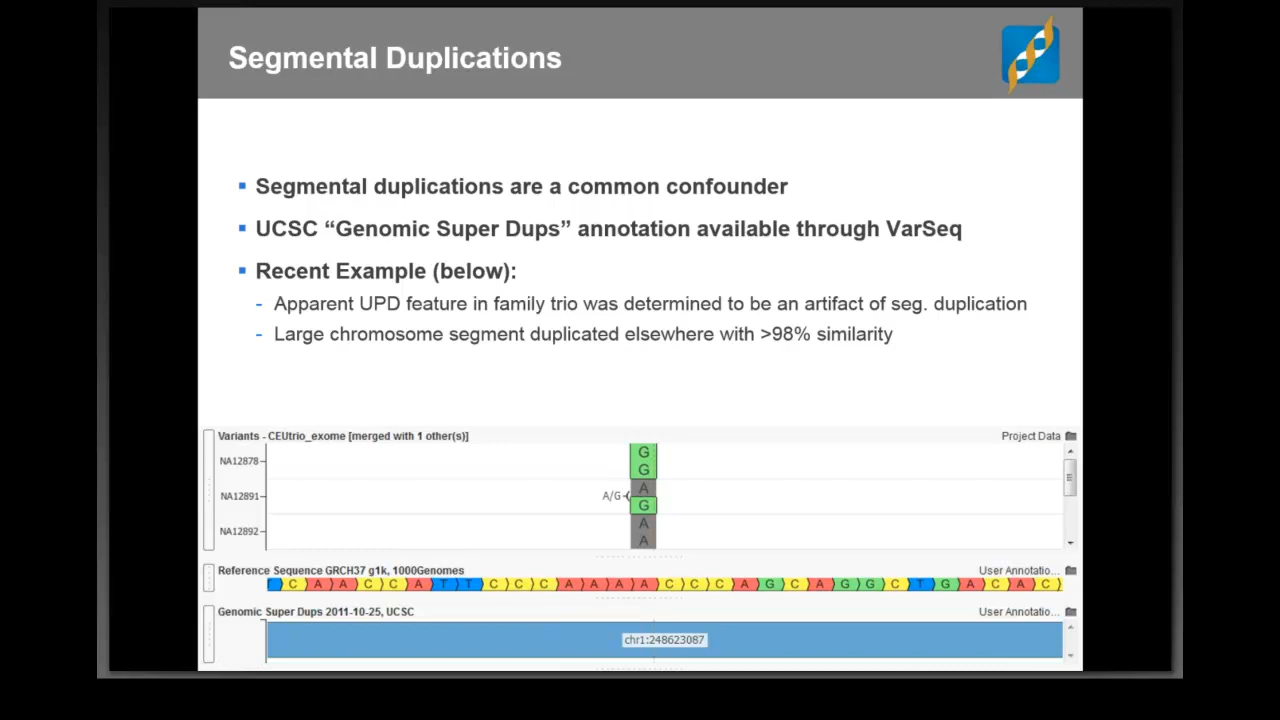 Segmental Duplications
Segmental duplications are a common confounder
UCSC “Genomic Super Dups” annotation available through VarSeq
Recent Example (below):
- Apparent UPD feature in family trio was determined to be an artifact of seg. duplication
- Large chromosome segment duplicated elsewhere with >98% similarity
Variants - CEUtrio_exome [merged with 1 other(s)] Project Data
NA12878
G
G
NA12891
A/G
A
G
NA12892
A
A
Reference Sequence GRCH37 g1k, 1000Genomes User Annotatio...
C A A C C A T T C C C A A A A C C C A G C A G G C T G A C A C
Genomic Super Dups 2011-10-25, UCSC User Annotatio...
chr1:248623087